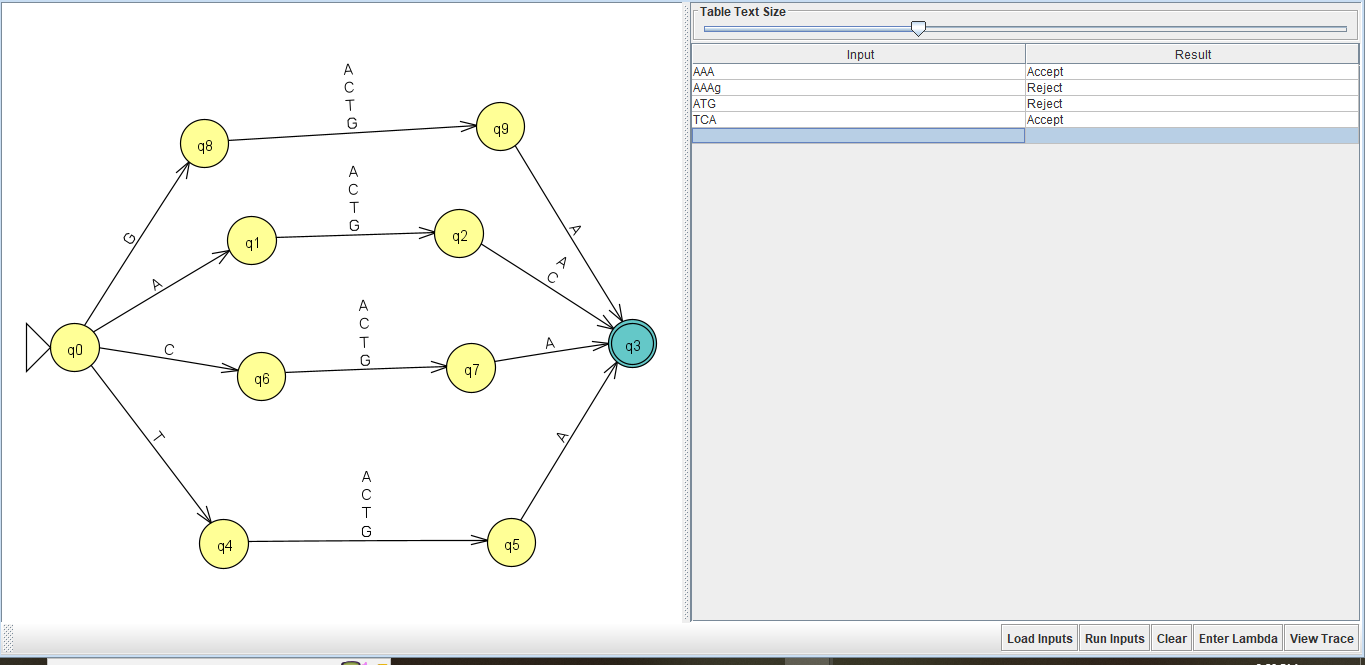 A
C
T
G
q8
q9
G
A
C
T
G
q1
q2
A
A
A
C
q0
C
A
C
T
G
q6
q7
A
q3
T
A
A
C
T
G
q4
q5
Table Text Size
Input Result
AAA Accept
AAAg Reject
ATG Reject
TCA Accept
Load Inputs Run Inputs Clear Enter Lambda View Trace